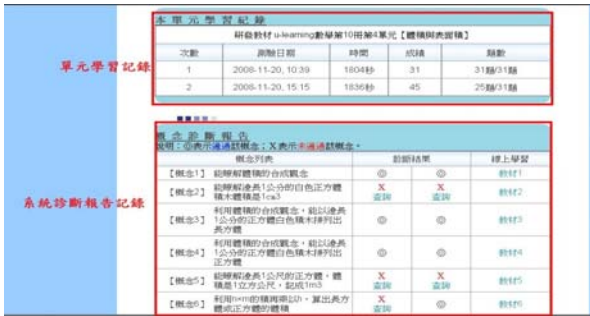 本單元學習記錄
研發教材 u-learning數學第10冊第4單元【體積與表面積】
次數 測驗日期 時間 成績 題數
單元學習記錄
1 2008-11-20, 10:39 1804秒 31 31題/31題
2 2008-11-20, 15:15 1836秒 45 25題/31題
概念診斷報告
說明：◎表示通過該概念；X表示未通過該概念。
概念列表 診斷結果 線上學習
【概念1】 能瞭解體積的合成觀念 ◎ ◎ 教材1
系統診斷報告記錄
【概念2】 能瞭解邊長1公分的白色正方體
積木體積是1cm3 X 查詢 X 查詢 教材2
【概念3】 利用體積的合成觀念，能以邊長
1公分的正方體白色積木排列出
長方體 ◎ ◎ 教材3
【概念4】 利用體積的合成觀念，能以邊長
1公分的正方體白色積木排列出
正方體 ◎ ◎ 教材4
【概念5】 能瞭解邊長1公尺的正方體，體
積是1立方公尺，記成1m3 X 查詢 X 查詢 教材5
【概念6】 利用n×m的積再乘以h，算出長方
體或正方體的體積 X 查詢 ◎ 教材6